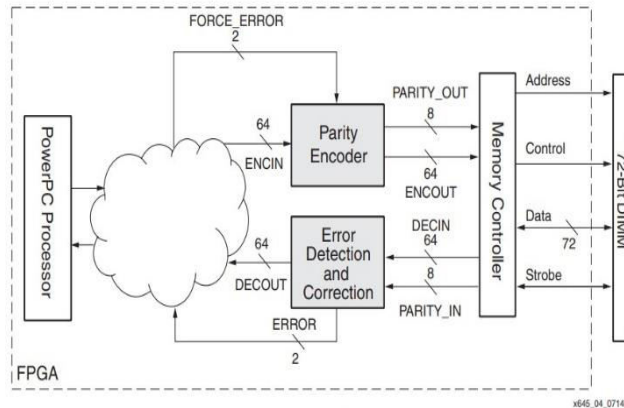 FORCE_ERROR
2
PowerPC Processor
64
ENCIN
Parity
Encoder
PARITY_OUT
8
64
ENCOUT
Memory Controller
Address
Control
Data
72
Strobe
72-Bit DIMM
64
DECOUT
Error
Detection
and
Correction
DECIN
64
8
PARITY_IN
ERROR
2
FPGA
x645_04_0714